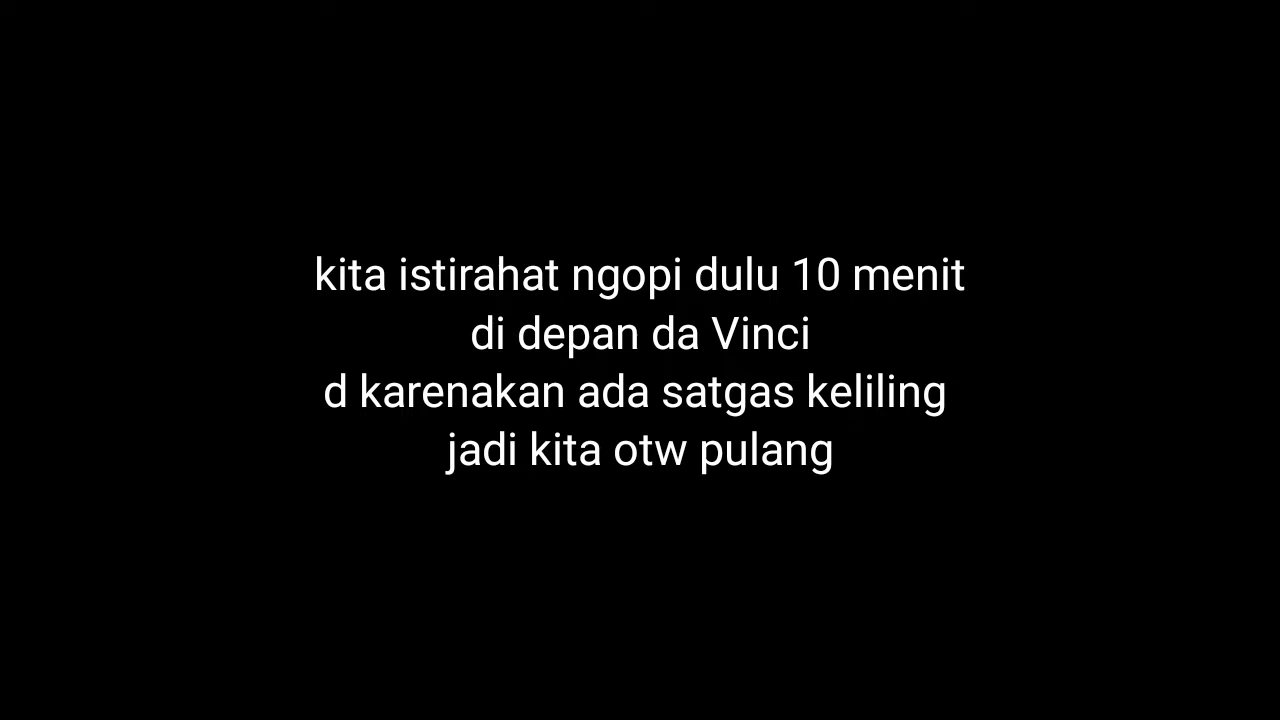 kita istirahat ngopi dulu 10 menit
di depan da Vinci
d karenakan ada satgas keliling
jadi kita otw pulang